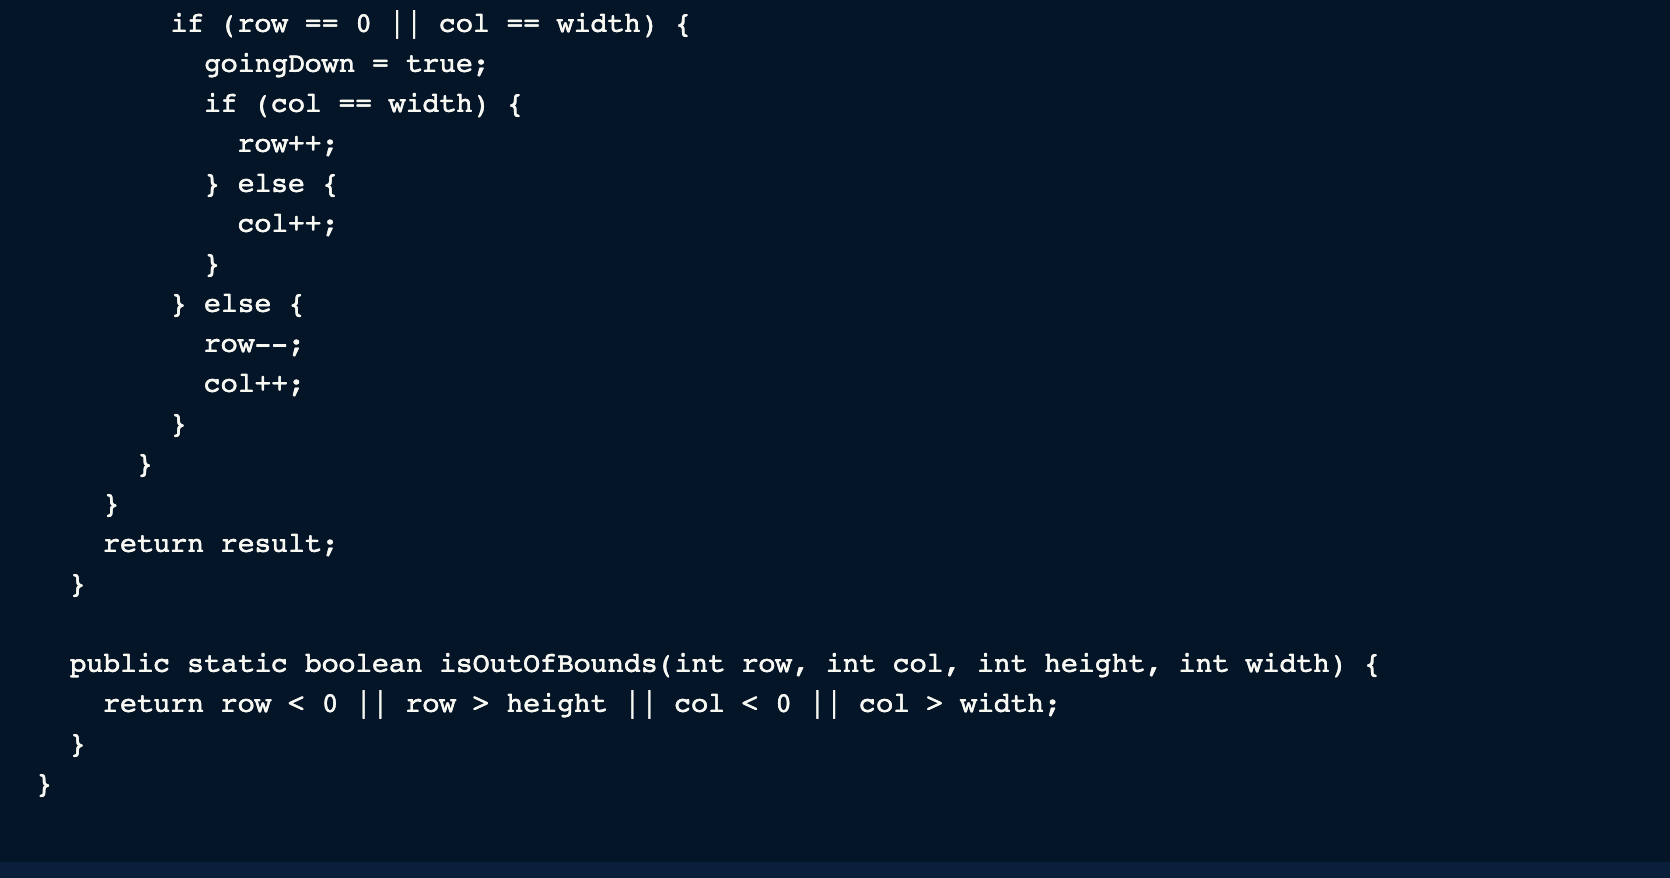 if (row == 0 || col == width) {
goingDown = true;
if (col == width) {
row++;
} else {
col++;
}
} else {
row--;
col++;
}
}
}
return result;
}
public static boolean isOutOfBounds(int row, int col, int height, int width) {
return row < 0 || row > height || col < 0 || col > width;
}
}